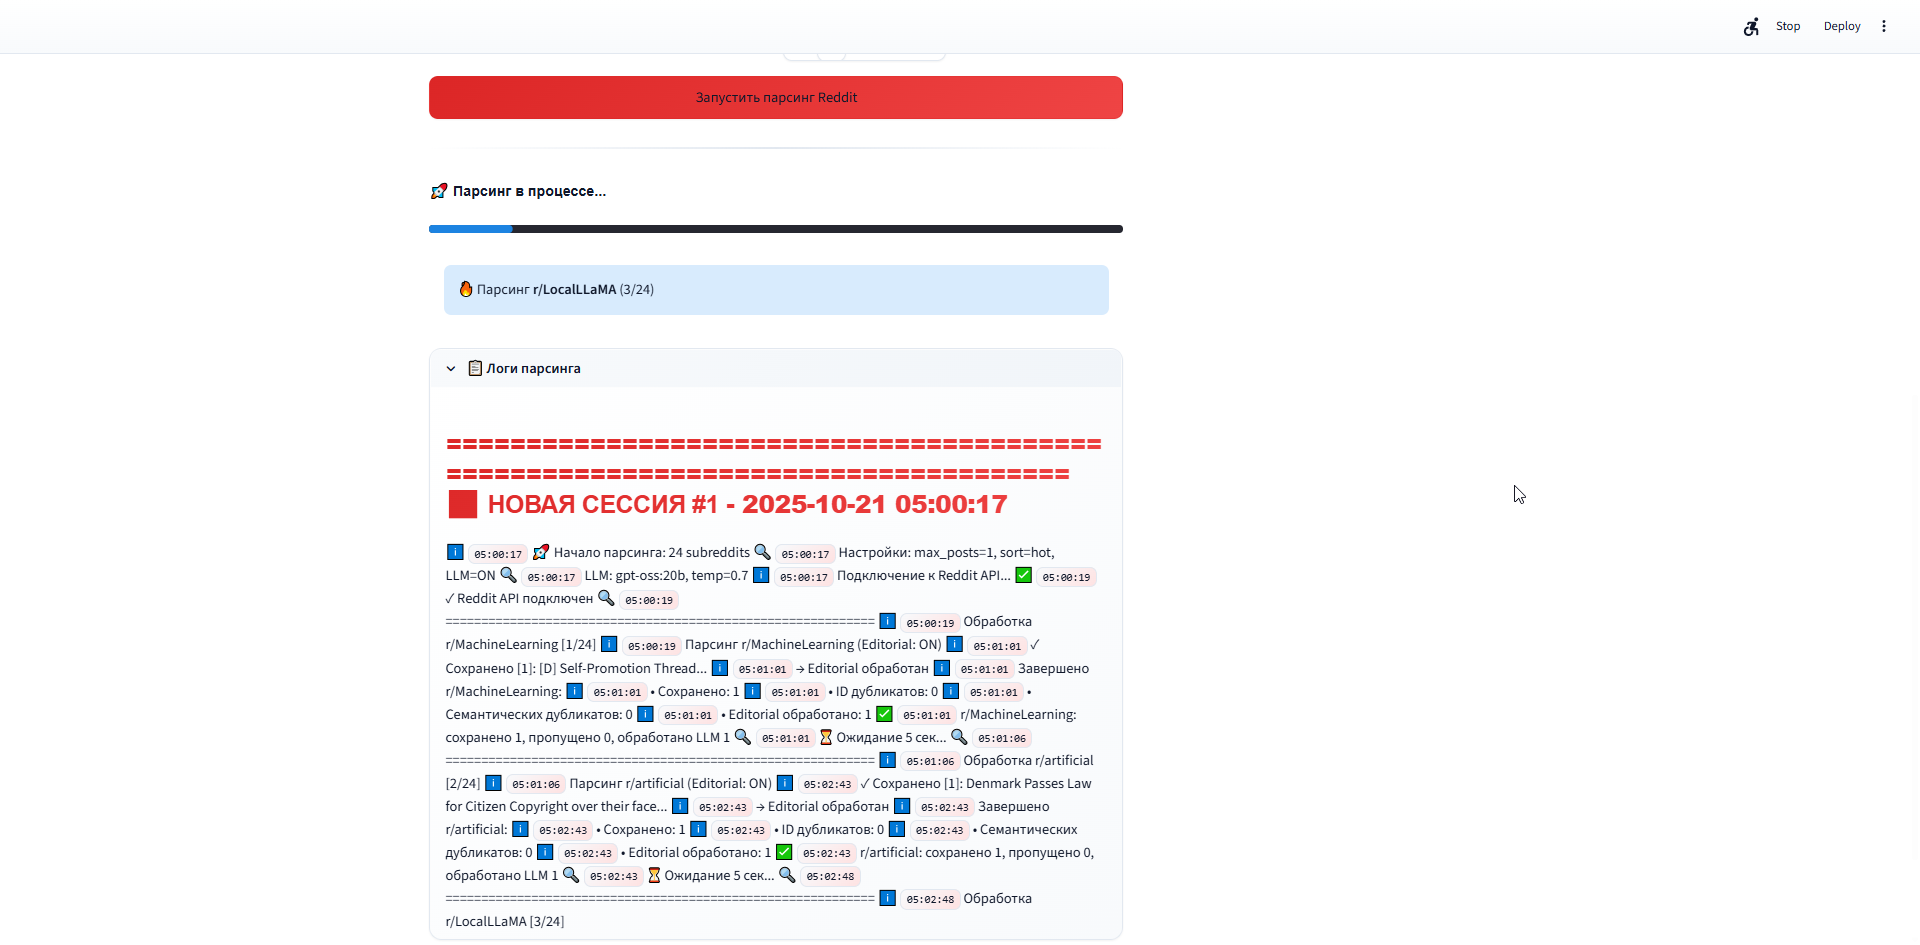 Stop Deploy
Запустить парсинг Reddit
🚀 Парсинг в процессе...
🔥 Парсинг r/LocalLLaMA (3/24)
📋 Логи парсинга
=========================================
=======================================
НОВАЯ СЕССИЯ #1 - 2025-10-21 05:00:17
ℹ️ 05:00:17 🚀 Начало парсинга: 24 subreddits 🔍 05:00:17 Настройки: max_posts=1, sort=hot,
LLM=ON 🔍 05:00:17 LLM: gpt-oss:20b, temp=0.7 ℹ️ 05:00:17 Подключение к Reddit API... ✅ 05:00:19
✓ Reddit API подключен 🔍 05:00:19
============================================================ ℹ️ 05:00:19 Обработка
r/MachineLearning [1/24] ℹ️ 05:00:19 Парсинг r/MachineLearning (Editorial: ON) ℹ️ 05:01:01 ✓
Сохранено [1]: [D] Self-Promotion Thread... ℹ️ 05:01:01 → Editorial обработан ℹ️ 05:01:01 Завершено
r/MachineLearning: ℹ️ 05:01:01 • Сохранено: 1 ℹ️ 05:01:01 • ID дубликатов: 0 ℹ️ 05:01:01 •
Семантических дубликатов: 0 ℹ️ 05:01:01 • Editorial обработано: 1 ✅ 05:01:01 r/MachineLearning:
сохранено 1, пропущено 0, обработано LLM 1 🔍 05:01:01 ⏳ Ожидание 5 сек... 🔍 05:01:06
============================================================ ℹ️ 05:01:06 Обработка r/artificial
[2/24] ℹ️ 05:01:06 Парсинг r/artificial (Editorial: ON) ℹ️ 05:02:43 ✓ Сохранено [1]: Denmark Passes Law
for Citizen Copyright over their face... ℹ️ 05:02:43 → Editorial обработан ℹ️ 05:02:43 Завершено
r/artificial: ℹ️ 05:02:43 • Сохранено: 1 ℹ️ 05:02:43 • ID дубликатов: 0 ℹ️ 05:02:43 • Семантических
дубликатов: 0 ℹ️ 05:02:43 • Editorial обработано: 1 ✅ 05:02:43 r/artificial: сохранено 1, пропущено 0,
обработано LLM 1 🔍 05:02:43 ⏳ Ожидание 5 сек... 🔍 05:02:48
============================================================ ℹ️ 05:02:48 Обработка
r/LocalLLaMA [3/24]